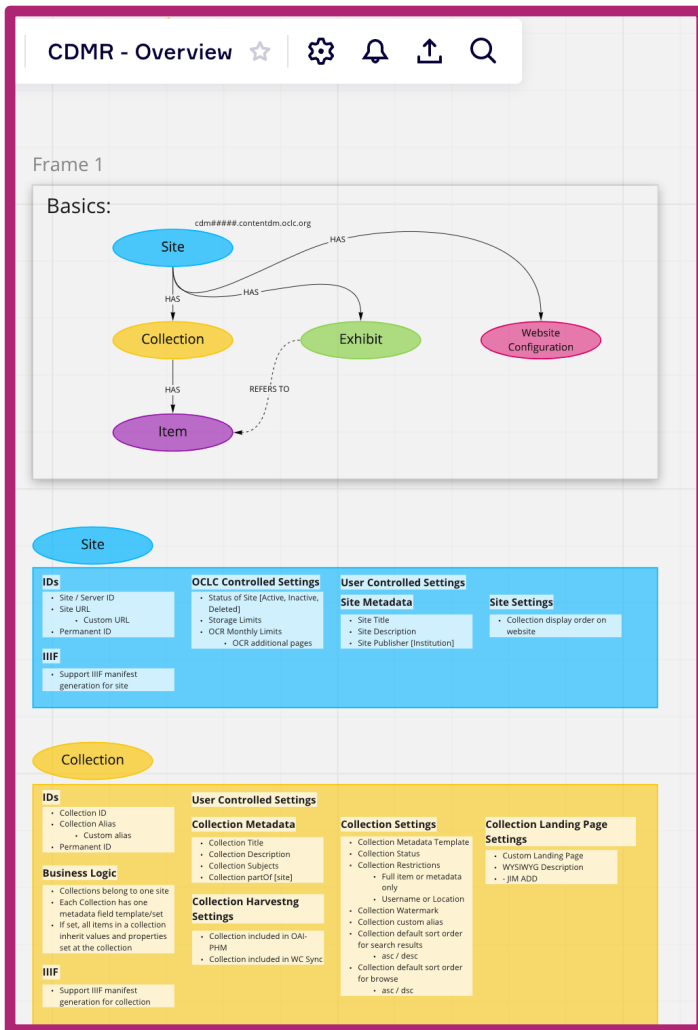 CDMR - Overview
Frame 1
Basics:
cdm#####.contentdm.oclc.org
Site
HAS
HAS
HAS
Collection
Exhibit
Website
Configuration
HAS
REFERS TO
Item
Site
IDs
• Site / Server ID
• Site URL
• Custom URL
• Permanent ID
IIIF
• Support IIIF manifest
generation for site
OCLC Controlled Settings
• Status of Site [Active, Inactive,
Deleted]
• Storage Limits
• OCR Monthly Limits
• OCR additional pages
User Controlled Settings
Site Metadata
• Site Title
• Site Description
• Site Publisher [Institution]
Site Settings
• Collection display order on
website
Collection
IDs
• Collection ID
• Collection Alias
• Custom alias
• Permanent ID
Business Logic
• Collections belong to one site
• Each Collection has one
metadata field template/set
• If set, all items in a collection
inherit values and properties
set at the collection
IIIF
• Support IIIF manifest
generation for collection
User Controlled Settings
Collection Metadata
• Collection Title
• Collection Description
• Collection Subjects
• Collection partOf [site]
Collection Harvestng
Settings
• Collection included in OAI-
PHM
• Collection included in WC Sync
Collection Settings
• Collection Metadata Template
• Collection Status
• Collection Restrictions
• Full item or metadata
only
• Username or Location
• Collection Watermark
• Collection custom alias
• Collection default sort order
for search results
• asc / desc
• Collection default sort order
for browse
• asc / dsc
Collection Landing Page
Settings
• Custom Landing Page
• WYSIWYG Description
• - JIM ADD